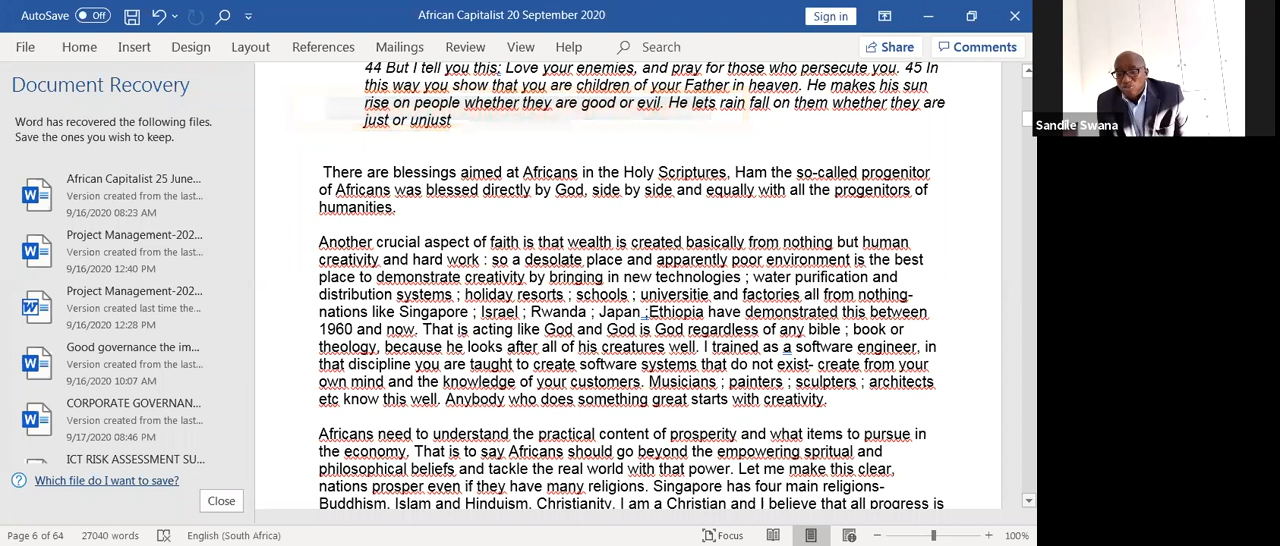 AutoSave Off African Capitalist 20 September 2020 Sign in
File Home Insert Design Layout References Mailings Review View Help Search Share Comments
Document Recovery
Word has recovered the following files.
Save the ones you wish to keep.
African Capitalist 25 June...
Version created from the last...
9/16/2020 08:23 AM
Project Management-202...
Version created from the last...
9/16/2020 12:40 PM
Project Management-202...
Version created last time the...
9/16/2020 12:28 PM
Good governance the im...
Version created from the last...
9/16/2020 10:07 AM
CORPORATE GOVERNAN...
Version created from the last...
9/17/2020 08:46 PM
ICT RISK ASSESSMENT SU...
Which file do I want to save?
Close
44 But I tell you this: Love your enemies, and pray for those who persecute you. 45 In
this way you show that you are children of your Father in heaven. He makes his sun
rise on people whether they are good or evil. He lets rain fall on them whether they are
just or unjust
There are blessings aimed at Africans in the Holy Scriptures, Ham the so-called progenitor
of Africans was blessed directly by God, side by side and equally with all the progenitors of
humanities.
Another crucial aspect of faith is that wealth is created basically from nothing but human
creativity and hard work : so a desolate place and apparently poor environment is the best
place to demonstrate creativity by bringing in new technologies ; water purification and
distribution systems ; holiday resorts ; schools ; universitie and factories all from nothing-
nations like Singapore ; Israel ; Rwanda ; Japan ;Ethiopia have demonstrated this between
1960 and now. That is acting like God and God is God regardless of any bible ; book or
theology, because he looks after all of his creatures well. I trained as a software engineer, in
that discipline you are taught to create software systems that do not exist- create from your
own mind and the knowledge of your customers. Musicians ; painters ; sculpters ; architects
etc know this well. Anybody who does something great starts with creativity.
Africans need to understand the practical content of prosperity and what items to pursue in
the economy. That is to say Africans should go beyond the empowering spritual and
philosophical beliefs and tackle the real world with that power. Let me make this clear,
nations prosper even if they have many religions. Singapore has four main religions-
Buddhism, Islam and Hinduism, Christianity. I am a Christian and I believe that all progress is
Page 6 of 64 27040 words English (South Africa) Focus 100%
Sandile Swana